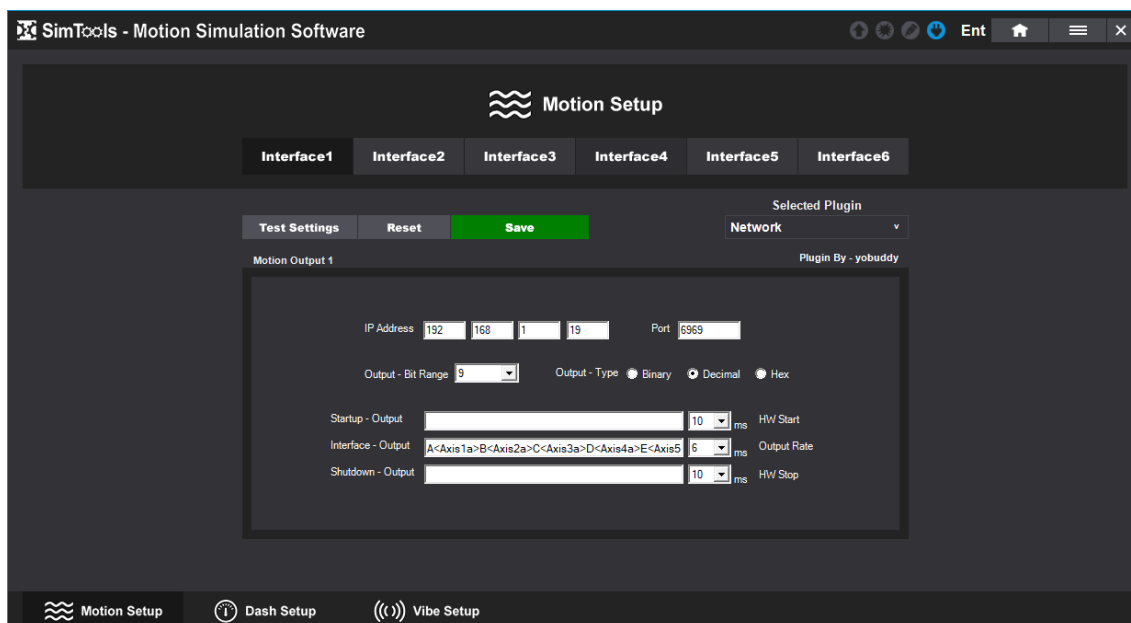 SimTools - Motion Simulation Software
Ent
Motion Setup
Interface1 Interface2 Interface3 Interface4 Interface5 Interface6
Selected Plugin
Test Settings Reset Save Network
Motion Output 1 Plugin By - yobuddy
IP Address 192 168 1 19 Port 6969
Output - Bit Range 9 Output - Type Binary Decimal Hex
Startup - Output 10 ms HW Start
Interface - Output A<Axis1a>B<Axis2a>C<Axis3a>D<Axis4a>E<Axis5 6 ms Output Rate
Shutdown - Output 10 ms HW Stop
Motion Setup Dash Setup Vibe Setup